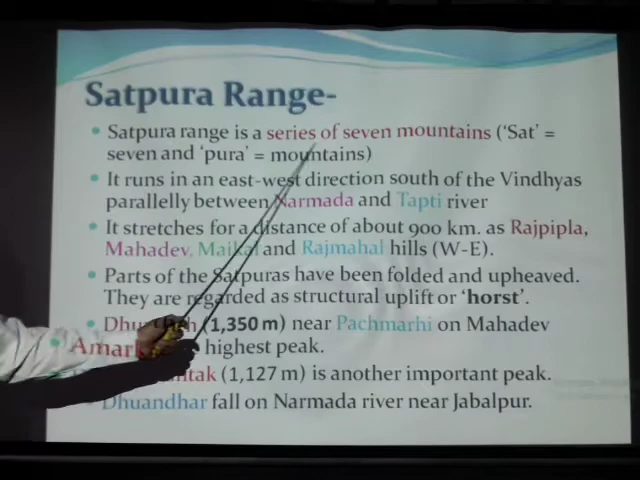 Satpura Range-
• Satpura range is a series of seven mountains ('Sat' =
seven and 'pura' = mountains)
• It runs in an east-west direction south of the Vindhyas
parallelly between Narmada and Tapti river
• It stretches for a distance of about 900 km. as Rajpipla,
Mahadev, Maikal and Rajmahal hills (W-E).
• Parts of the Satpuras have been folded and upheaved.
They are regarded as structural uplift or 'horst'.
• (1,350 m) near Pachmarhi on Mahadev
highest peak.
(1,127 m) is another important peak.
Dhuandhar fall on Narmada river near Jabalpur.